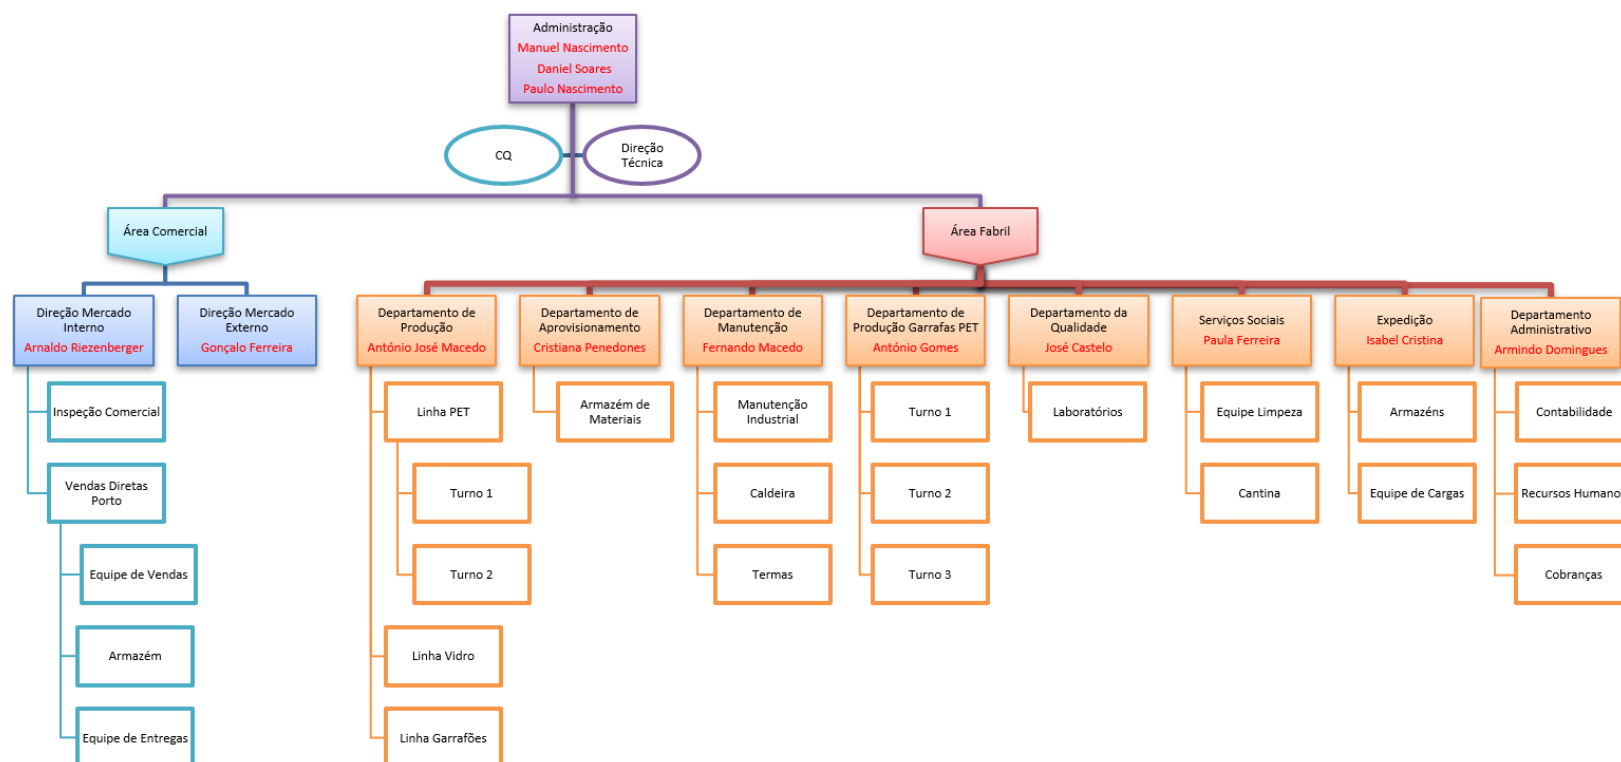 Administração
Manuel Nascimento
Daniel Soares
Paulo Nascimento
CQ
Direção
Técnica
Área Comercial
Área Fabril
Direção Mercado
Interno
Arnaldo Riezenberger
Direção Mercado
Externo
Gonçalo Ferreira
Departamento de
Produção
António José Macedo
Departamento de
Aprovisionamento
Cristiana Penedones
Departamento de
Manutenção
Fernando Macedo
Departamento de
Produção Garrafas PET
António Gomes
Departamento da
Qualidade
José Castelo
Serviços Sociais
Paula Ferreira
Expedição
Isabel Cristina
Departamento
Administrativo
Armindo Domingues
Inspeção Comercial
Vendas Diretas
Porto
Equipe de Vendas
Armazém
Equipe de Entregas
Linha PET
Turno 1
Turno 2
Linha Vidro
Linha Garrafões
Armazém de
Materiais
Manutenção
Industrial
Caldeira
Termas
Turno 1
Turno 2
Turno 3
Laboratórios
Equipe Limpeza
Cantina
Armazéns
Equipe de Cargas
Contabilidade
Recursos Humano
Cobranças